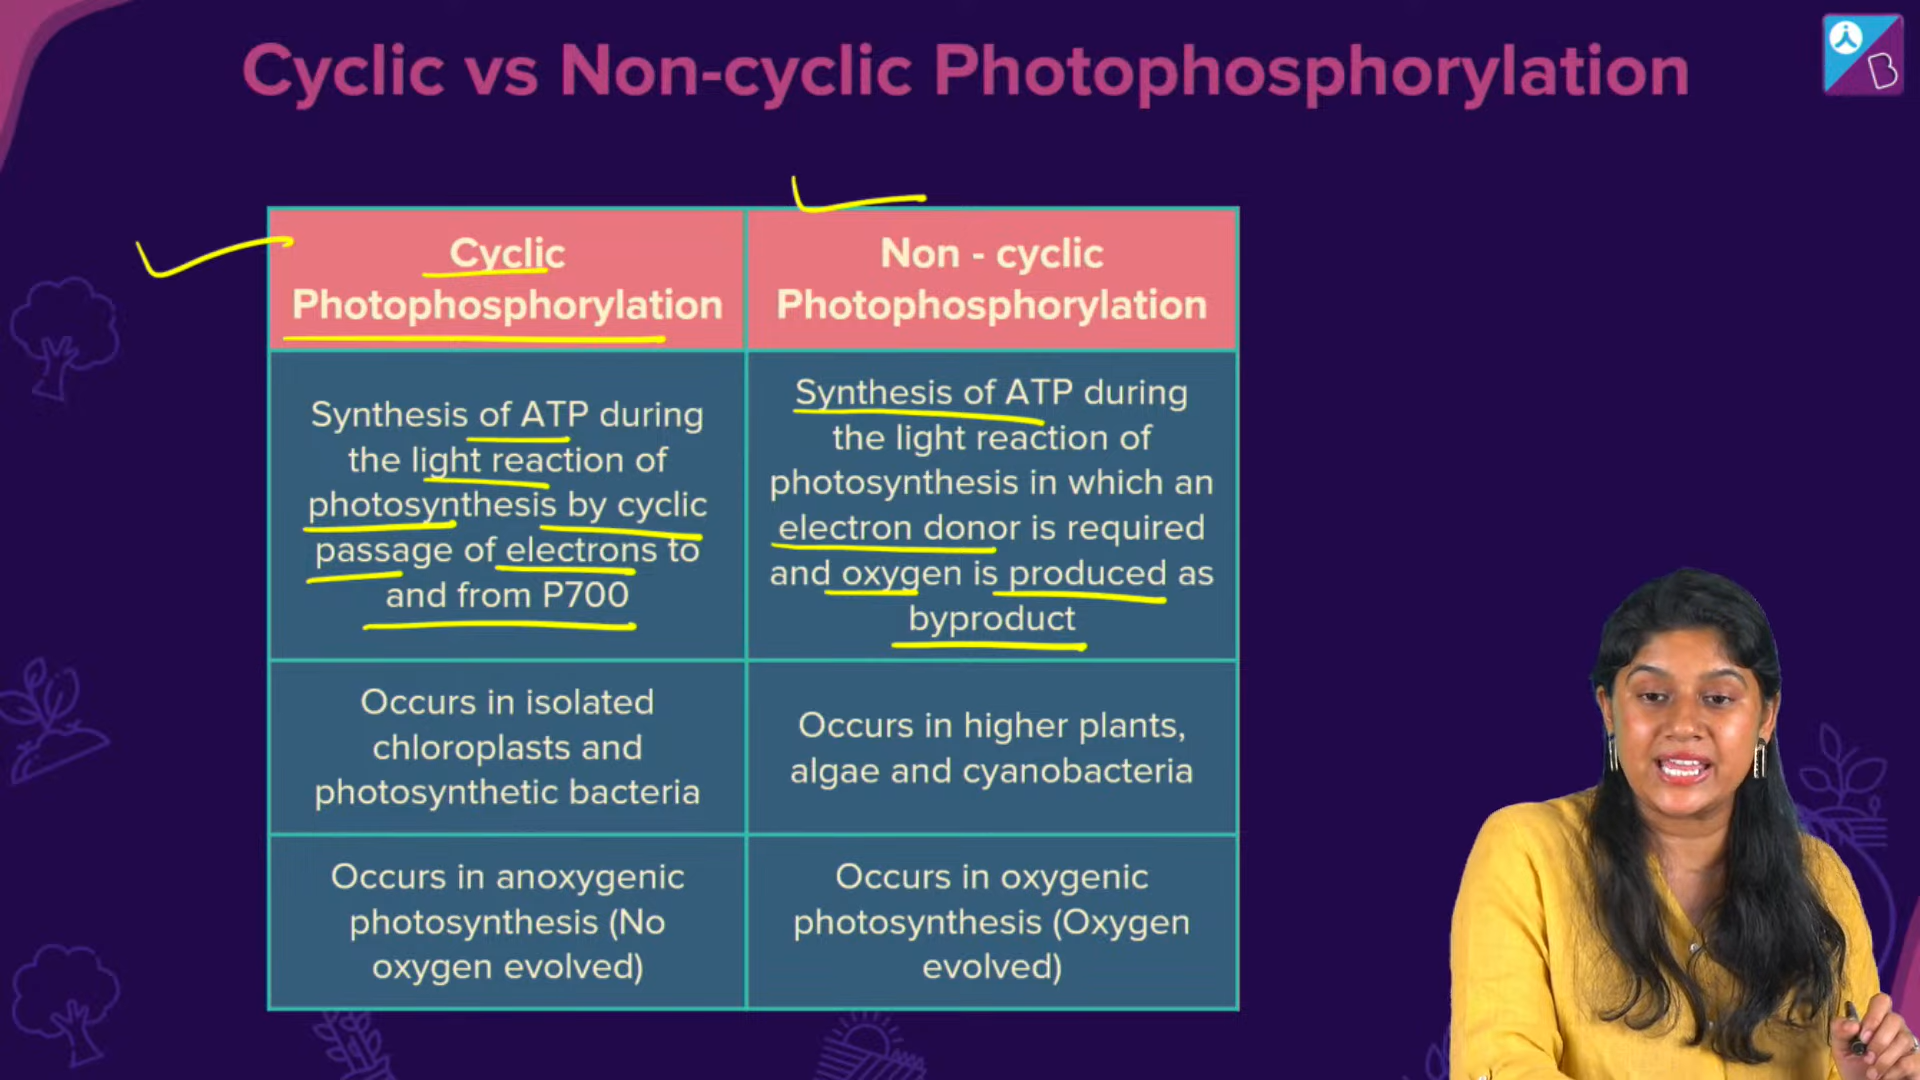 Cyclic vs Non-cyclic Photophosphorylation
B
Cyclic
Photophosphorylation
Non - cyclic
Photophosphorylation
Synthesis of ATP during
the light reaction of
photosynthesis by cyclic
passage of electrons to
and from P700
Synthesis of ATP during
the light reaction of
photosynthesis in which an
electron donor is required
and oxygen is produced as
byproduct
Occurs in isolated
chloroplasts and
photosynthetic bacteria
Occurs in higher plants,
algae and cyanobacteria
Occurs in anoxygenic
photosynthesis (No
oxygen evolved)
Occurs in oxygenic
photosynthesis (Oxygen
evolved)